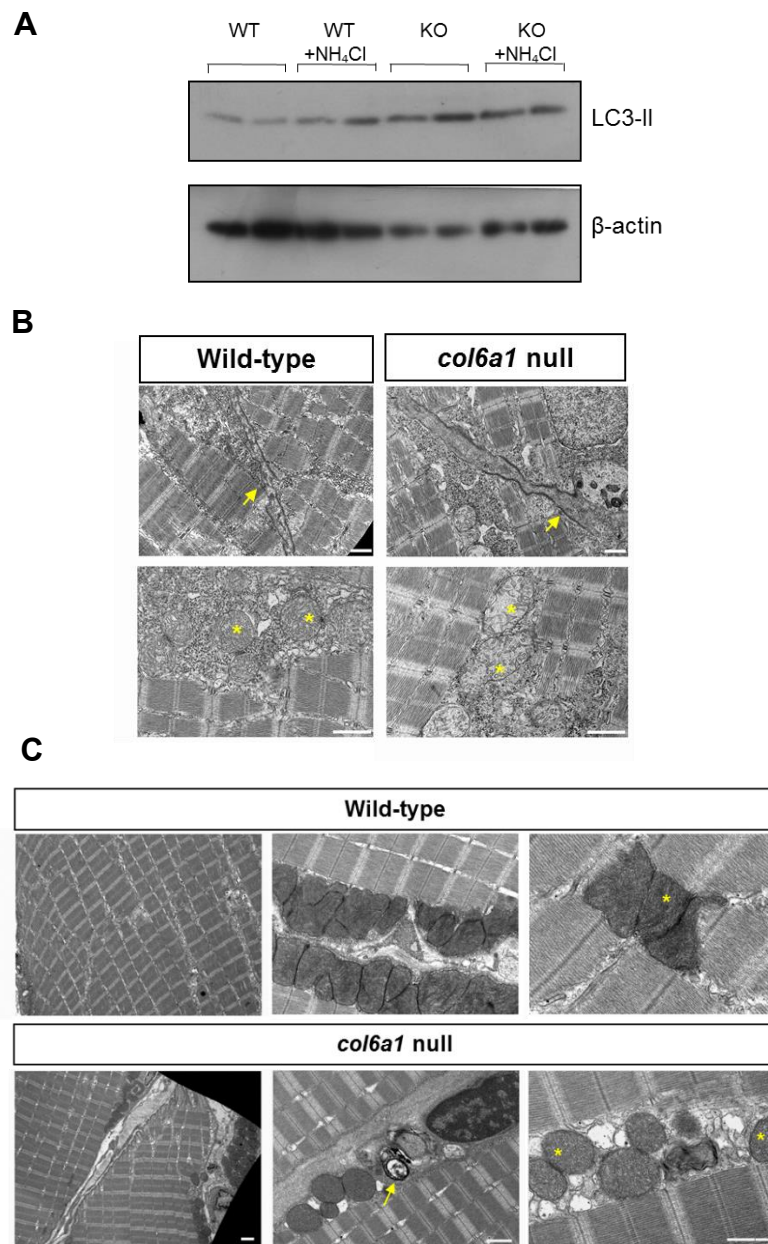 A
WT
WT
+NH₄Cl
KO
KO
+NH₄Cl
LC3-II
β-actin
B
Wild-type
col6a1 null
*
*
*
*
C
Wild-type
*
col6a1 null
*
*